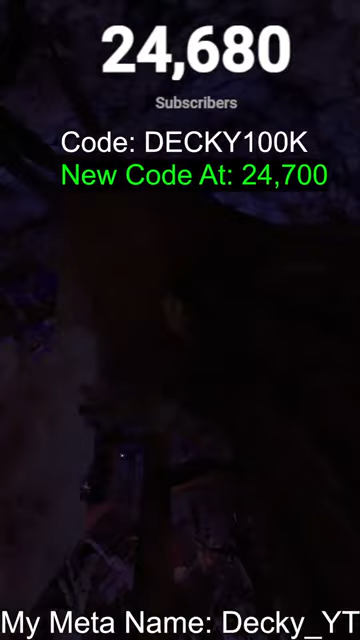 24,680
Subscribers
Code: DECKY100K
New Code At: 24,700
My Meta Name: Decky_YT